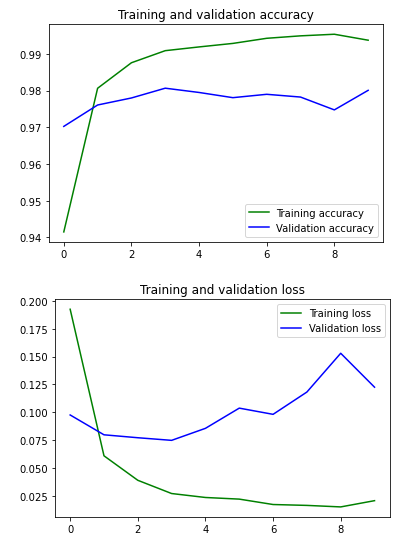 Training and validation accuracy
0.99
0.98
0.97
0.96
0.95
0.94
Training accuracy
Validation accuracy
0 2 4 6 8
Training and validation loss
0.200
0.175
0.150
0.125
0.100
0.075
0.050
0.025
Training loss
Validation loss
0 2 4 6 8